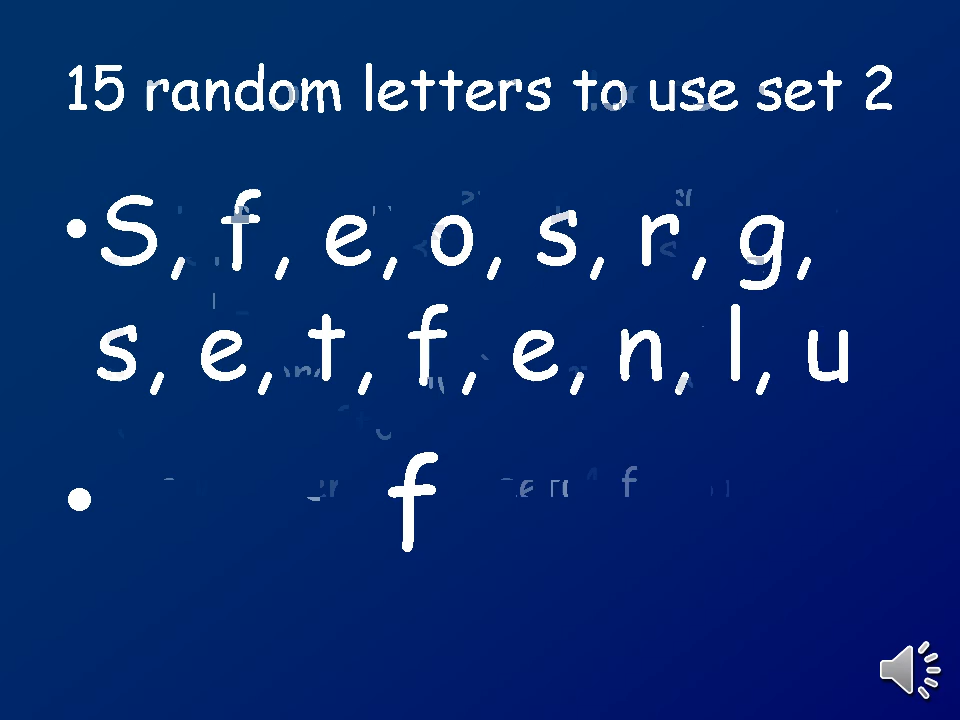 15 random letters to use set 2
•S, f, e, o, s, r, g,
s, e, t, f, e, n, l, u
• f